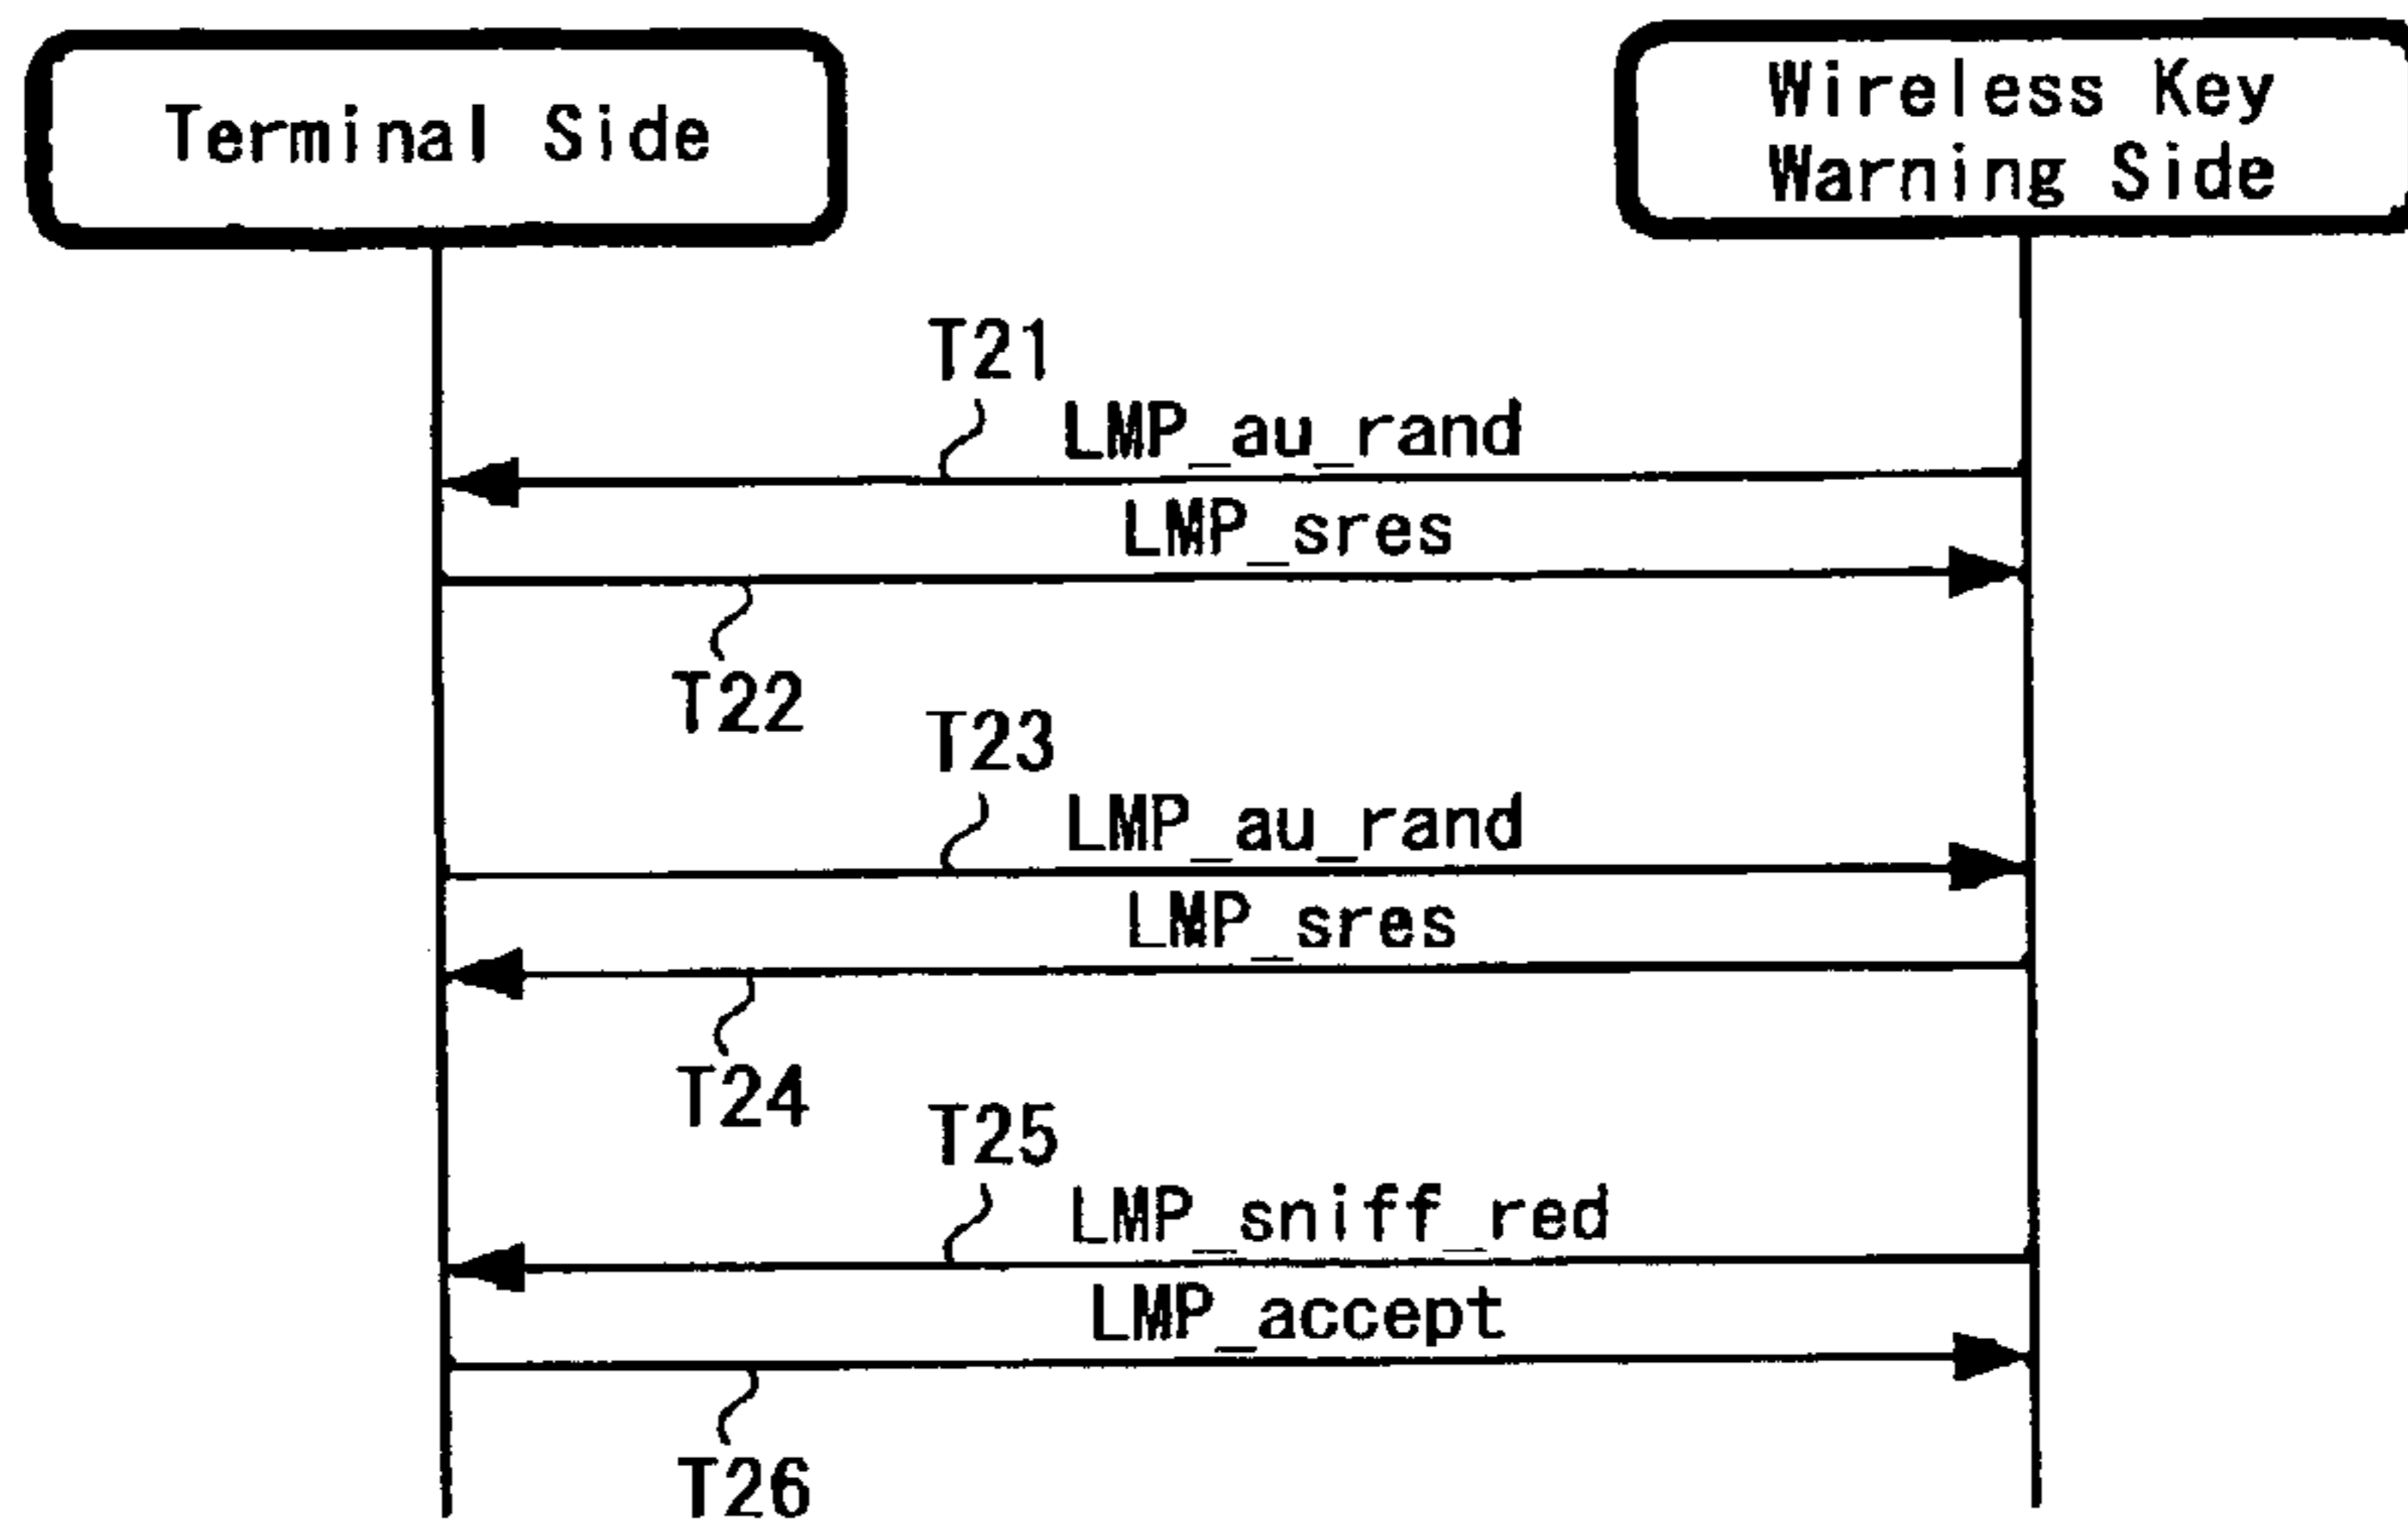 Terminal Side
Wireless Key
Warning Side
T21
LMP_au_rand
LMP_sres
T22
T23
LMP_au_rand
LMP_sres
T24
T25
LMP_sniff_red
LMP_accept
T26